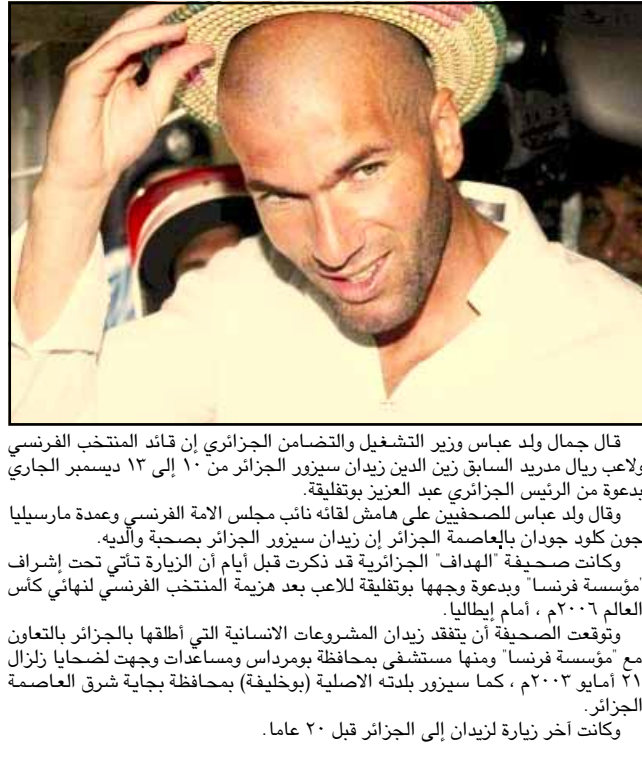 قال جمال ولد عباس وزير التشغيل والتضامن الجزائري إن قائد المنتخب الفرنسي
ولاعب ريال مدريد السابق زين الدين زيدان سيزور الجزائر من ١٠ إلى ١٣ ديسمبر الجاري
بدعوة من الرئيس الجزائري عبد العزيز بوتفليقة.
وقال ولد عباس للصحفيين على هامش لقائه نائب مجلس الامة الفرنسي وعمدة مارسيليا
جون كلود جودان بالعاصمة الجزائر إن زيدان سيزور الجزائر بصحبة والديه.
وكانت صحيفة "الهداف" الجزائرية قد ذكرت قبل أيام أن الزيارة تأتي تحت إشراف
"مؤسسة فرنسا" وبدعوة وجهها بوتفليقة للاعب بعد هزيمة المنتخب الفرنسي لنهائي كأس
العالم ٢٠٠٦م ، أمام إيطاليا.
وتوقعت الصحيفة أن يتفقد زيدان المشروعات الانسانية التي أطلقها بالجزائر بالتعاون
مع "مؤسسة فرنسا" ومنها مستشفى بمحافظة بومرداس ومساعدات وجهت لضحايا زلزال
٢١ أمايو ٢٠٠٣م ، كما سيزور بلدته الاصلية (بوخليفة) بمحافظة بجاية شرق العاصمة
الجزائر.
وكانت آخر زيارة لزيدان إلى الجزائر قبل ٢٠ عاما.